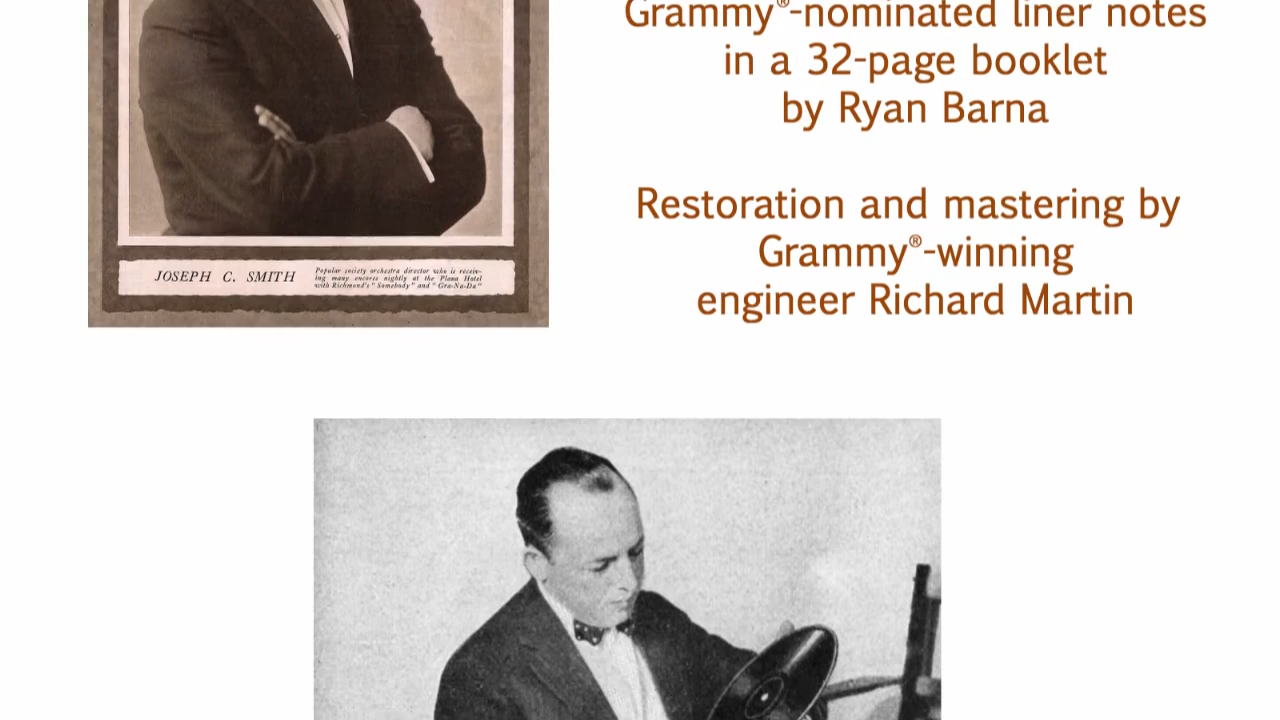 Grammy®-nominated liner notes
in a 32-page booklet
by Ryan Barna
Restoration and mastering by
Grammy®-winning
engineer Richard Martin
JOSEPH C. SMITH
Popular society orchestra director who is receiv-
ing many encores nightly at the Plaza Hotel
with Richmond's "Somebody" and "Gra-Na-Da"